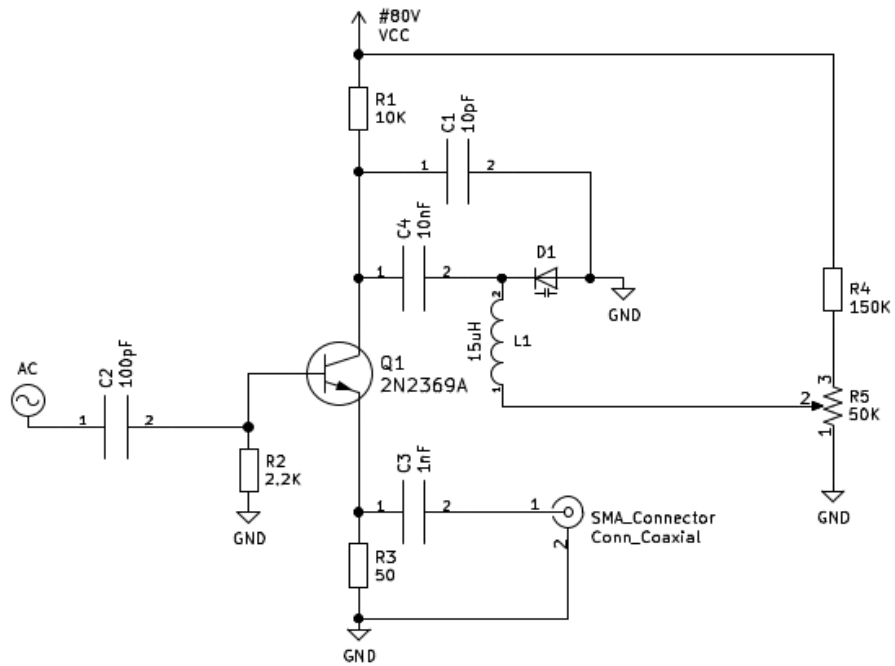 #80V
VCC
R1
10K
C1
10pF
1
2
C4
10nF
1
2
D1
GND
R4
150K
2
15uH
L1
1
Q1
2N2369A
AC
C2
100pF
1
2
3
2
R5
50K
1
GND
R2
2.2K
GND
C3
1nF
1
2
1
SMA_Connector
Conn_Coaxial
2
R3
50
GND